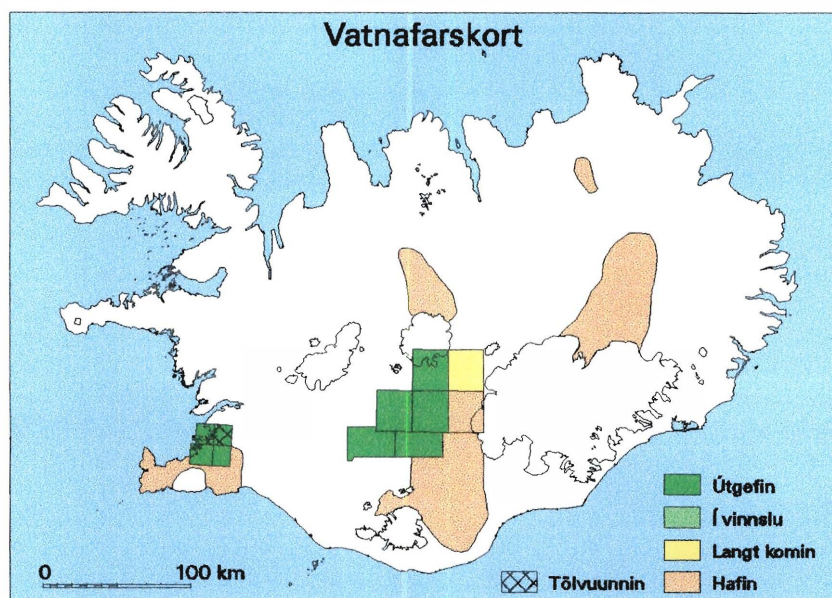 Vatnafarskort
Útgefin
Í vinnslu
Langt komin
0 100 km
Tölvuunnin
Hafin